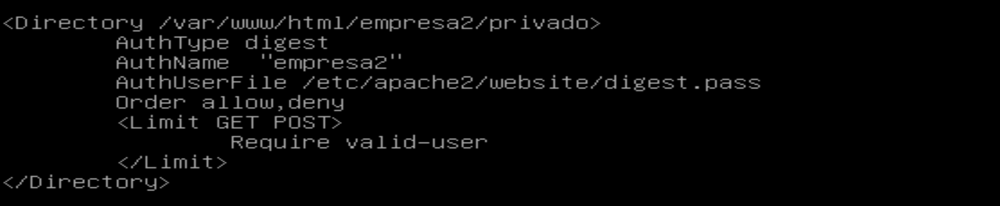 <Directory /var/www/html/empresa2/privado>
AuthType digest
AuthName  "empresa2"
AuthUserFile /etc/apache2/website/digest.pass
Order allow,deny
<Limit GET POST>
Require valid-user
</Limit>
</Directory>